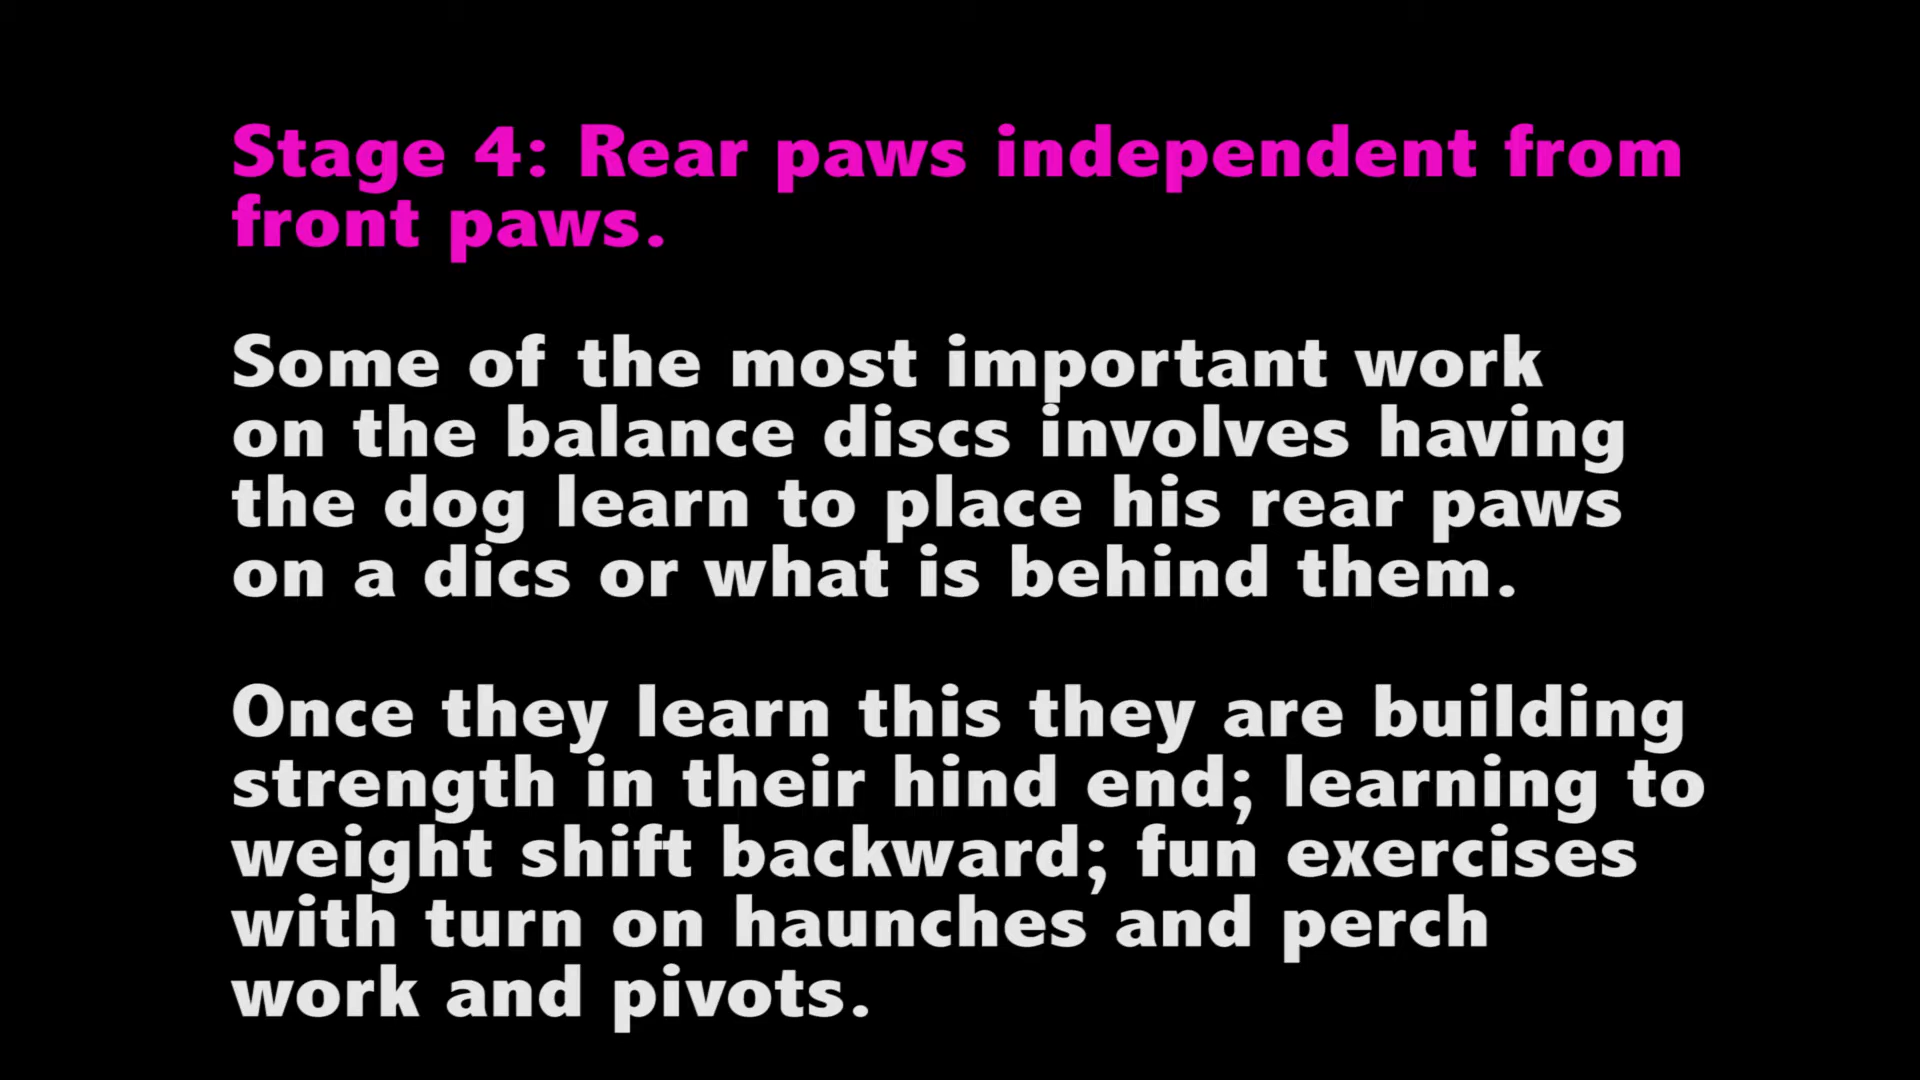 Stage 4: Rear paws independent from
front paws.
Some of the most important work
on the balance discs involves having
the dog learn to place his rear paws
on a dics or what is behind them.
Once they learn this they are building
strength in their hind end; learning to
weight shift backward; fun exercises
with turn on haunches and perch
work and pivots.